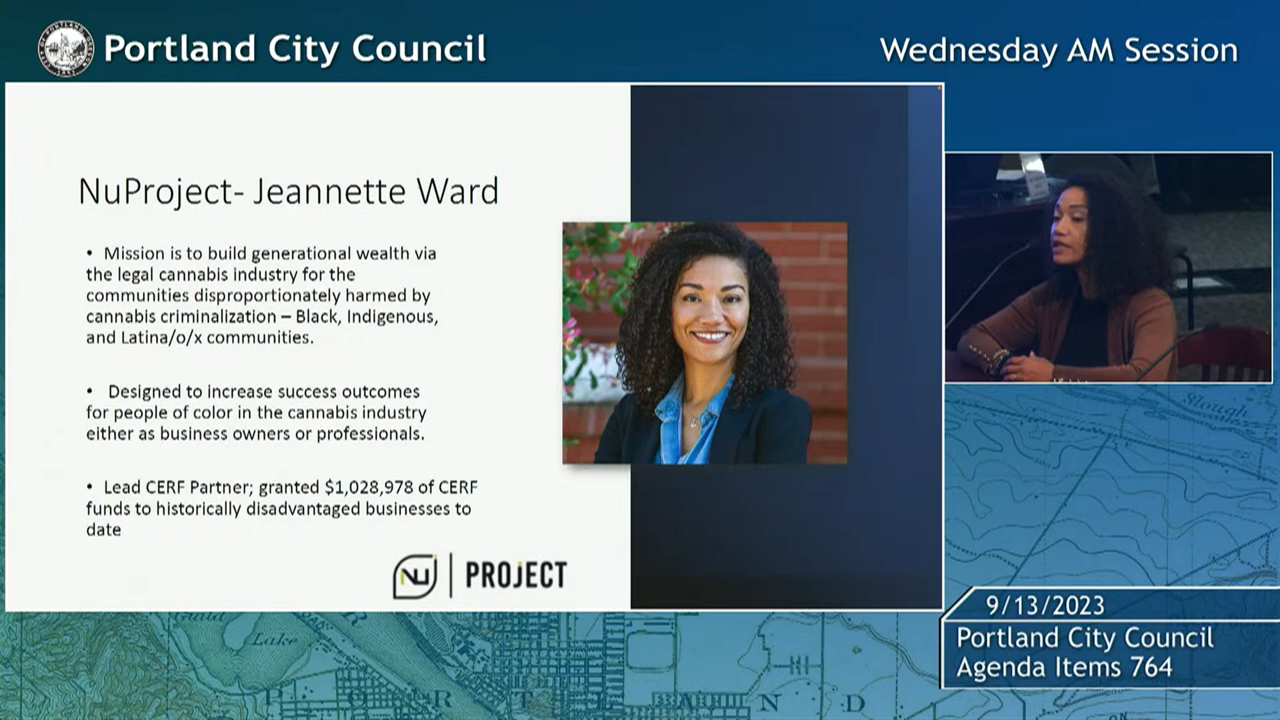 Portland City Council
Wednesday AM Session
NuProject- Jeannette Ward
• Mission is to build generational wealth via
the legal cannabis industry for the
communities disproportionately harmed by
cannabis criminalization – Black, Indigenous,
and Latina/o/x communities.
• Designed to increase success outcomes
for people of color in the cannabis industry
either as business owners or professionals.
• Lead CERF Partner; granted $1,028,978 of CERF
funds to historically disadvantaged businesses to
date
NU | PROJECT
Slough
9/13/2023
Portland City Council
Agenda Items 764
Guild
Lake
R T L A N D